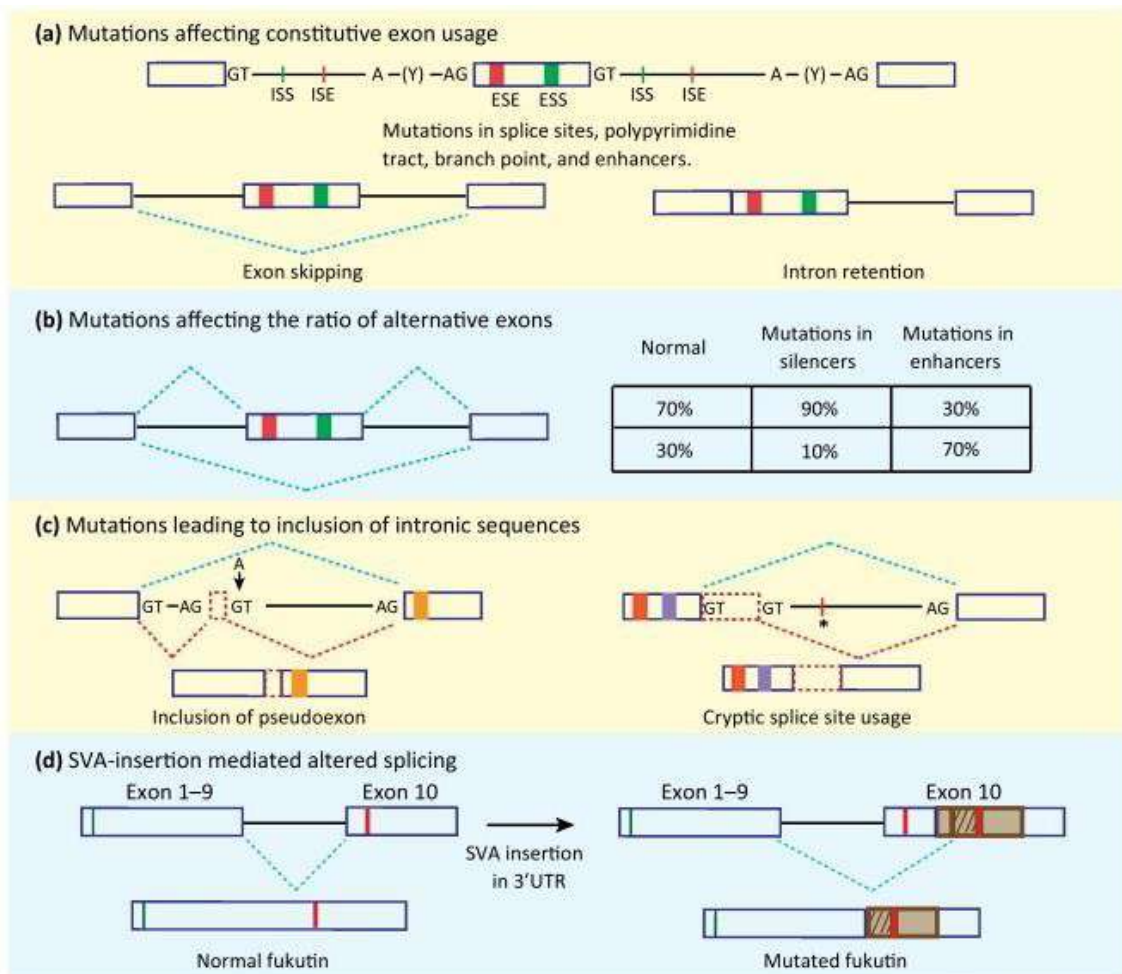 (a) Mutations affecting constitutive exon usage
GT ISS ISE A –(Y) –AG ESE ESS GT ISS ISE A –(Y) –AG
Mutations in splice sites, polypyrimidine
tract, branch point, and enhancers.
Exon skipping
Intron retention
(b) Mutations affecting the ratio of alternative exons
Normal
Mutations in
silencers
Mutations in
enhancers
70% 90% 30%
30% 10% 70%
(c) Mutations leading to inclusion of intronic sequences
A
GT –AG GT AG
Inclusion of pseudoexon
GT GT * AG
Cryptic splice site usage
(d) SVA-insertion mediated altered splicing
Exon 1–9 Exon 10
Normal fukutin
SVA insertion
in 3’UTR
Exon 1–9 Exon 10
Mutated fukutin